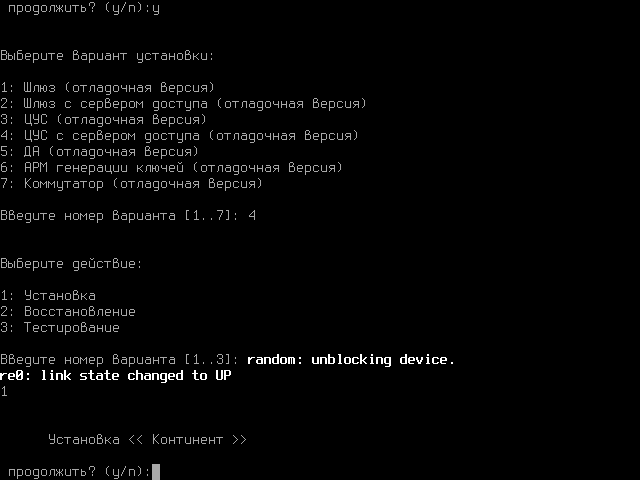 продолжить? (y/n):y
Выберите вариант установки:
1: Шлюз (отладочная версия)
2: Шлюз с сервером доступа (отладочная версия)
3: ЦУС (отладочная версия)
4: ЦУС с сервером доступа (отладочная версия)
5: ДА (отладочная версия)
6: АРМ генерации ключей (отладочная версия)
7: Коммутатор (отладочная версия)
Введите номер варианта [1..7]: 4
Выберите действие:
1: Установка
2: Восстановление
3: Тестирование
Введите номер варианта [1..3]: random: unblocking device.
re0: link state changed to UP
1
Установка << Континент >>
продолжить? (y/n):